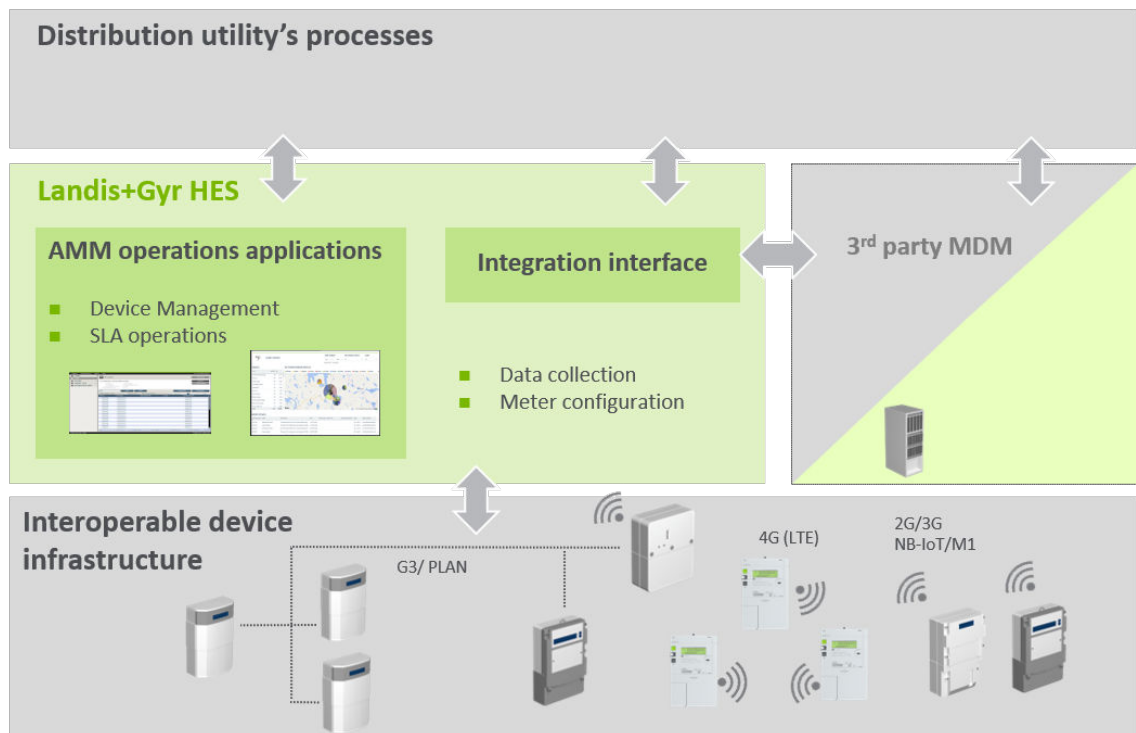 Distribution utility's processes
Landis+Gyr HES
AMM operations applications
Device Management
SLA operations
Integration interface
Data collection
Meter configuration
3rd party MDM
Interoperable device
infrastructure
G3/ PLAN
4G (LTE)
2G/3G
NB-IoT/M1